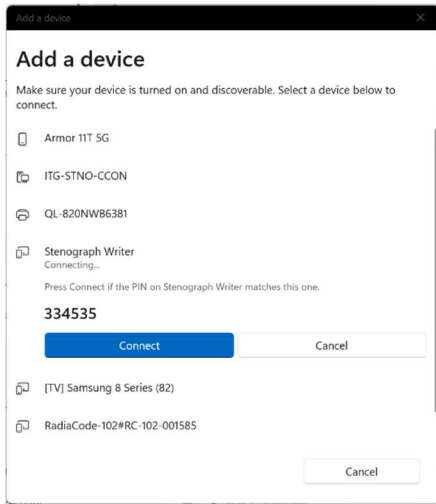 Add a device
Add a device
Make sure your device is turned on and discoverable. Select a device below to
connect.
Armor 11T 5G
ITG-STNO-CCON
QL-820NWB6381
Stenograph Writer
Connecting...
Press Connect if the PIN on Stenograph Writer matches this one.
334535
Connect
Cancel
[TV] Samsung 8 Series (82)
RadiaCode-102#RC-102-001585
Cancel